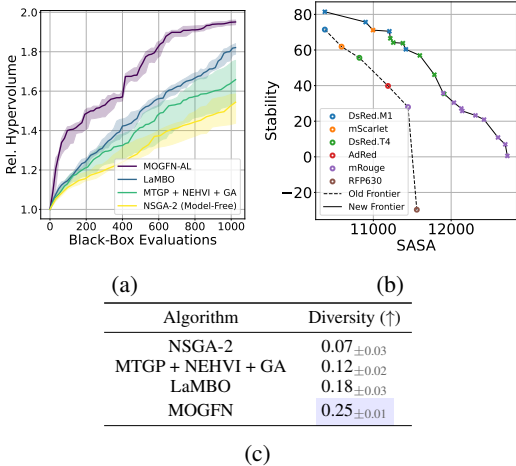 2.0
1.8
1.6
1.4
1.2
1.0
Rel. Hypervolume
MOGFN-AL
LaMBO
MTGP + NEHVI + GA
NSGA-2 (Model-Free)
0 200 400 600 800 1000
Black-Box Evaluations
(a)
80
60
40
20
0
−20
Stability
DsRed.M1
mScarlet
DsRed.T4
AdRed
mRouge
RFP630
Old Frontier
New Frontier
11000 12000
SASA
(b)
Algorithm Diversity (↑)
NSGA-2 0.07±0.03
MTGP + NEHVI + GA 0.12±0.02
LaMBO 0.18±0.03
MOGFN 0.25±0.01
(c)